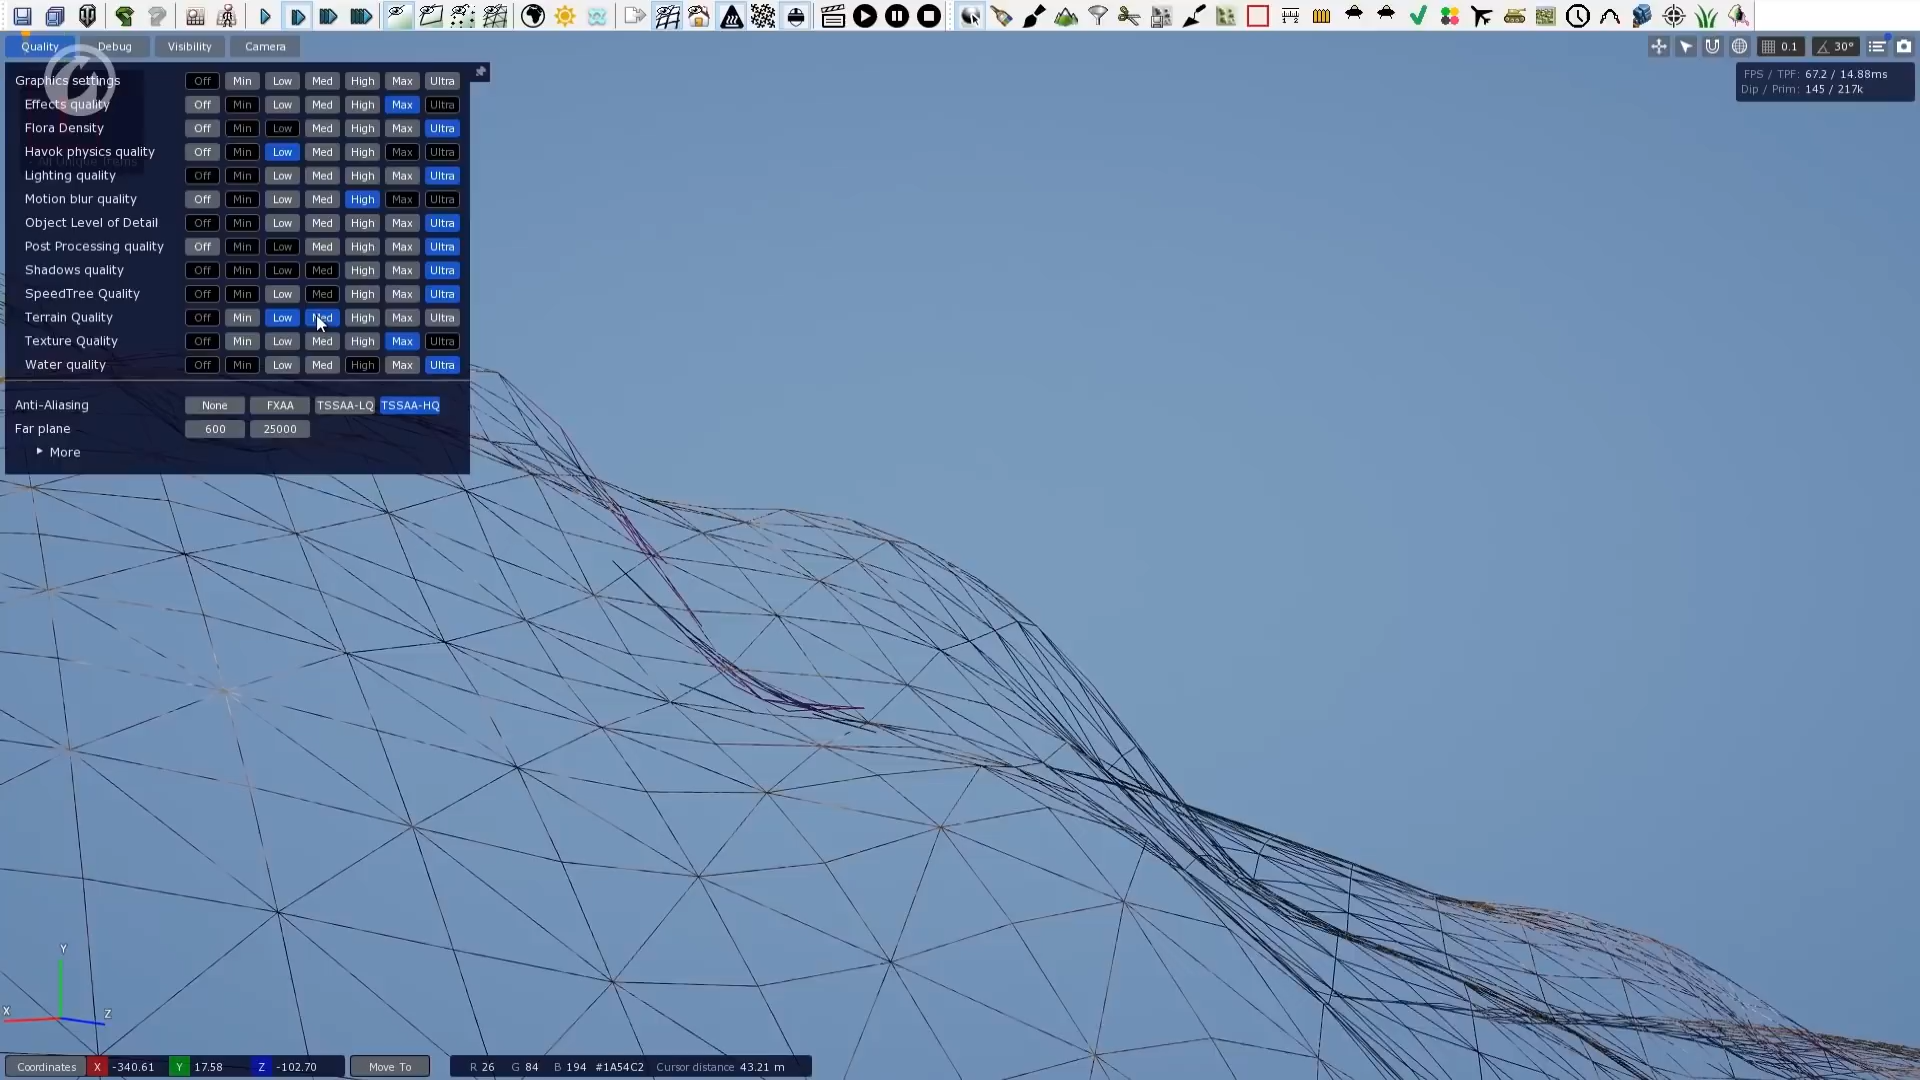 Quality Debug Visibility Camera
0.1 30°
FPS / TPF: 67.2 / 14.88ms
Dip / Prim: 145 / 217k
Graphics settings Off Min Low Med High Max Ultra
Effects quality Off Min Low Med High Max Ultra
Flora Density Off Min Low Med High Max Ultra
Havok physics quality Off Min Low Med High Max Ultra
Lighting quality Off Min Low Med High Max Ultra
Motion blur quality Off Min Low Med High Max Ultra
Object Level of Detail Off Min Low Med High Max Ultra
Post Processing quality Off Min Low Med High Max Ultra
Shadows quality Off Min Low Med High Max Ultra
SpeedTree Quality Off Min Low Med High Max Ultra
Terrain Quality Off Min Low Med High Max Ultra
Texture Quality Off Min Low Med High Max Ultra
Water quality Off Min Low Med High Max Ultra
Anti-Aliasing None FXAA TSSAA-LQ TSSAA-HQ
Far plane 600 25000
More
Y
X
Z
Coordinates X -340.61 Y 17.58 Z -102.70 Move To R 26 G 84 B 194 #1A54C2 Cursor distance 43.21 m